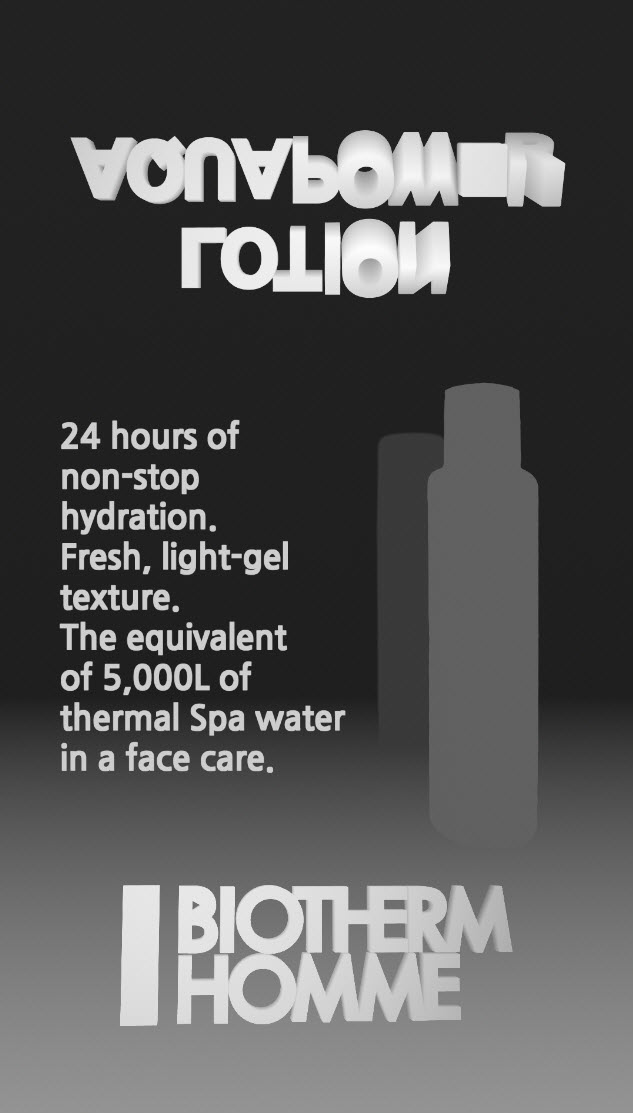 AQUAPOWER
LOTION
24 hours of
non-stop
hydration.
Fresh, light-gel
texture.
The equivalent
of 5,000L of
thermal Spa water
in a face care.
BIOTHERM
HOMME